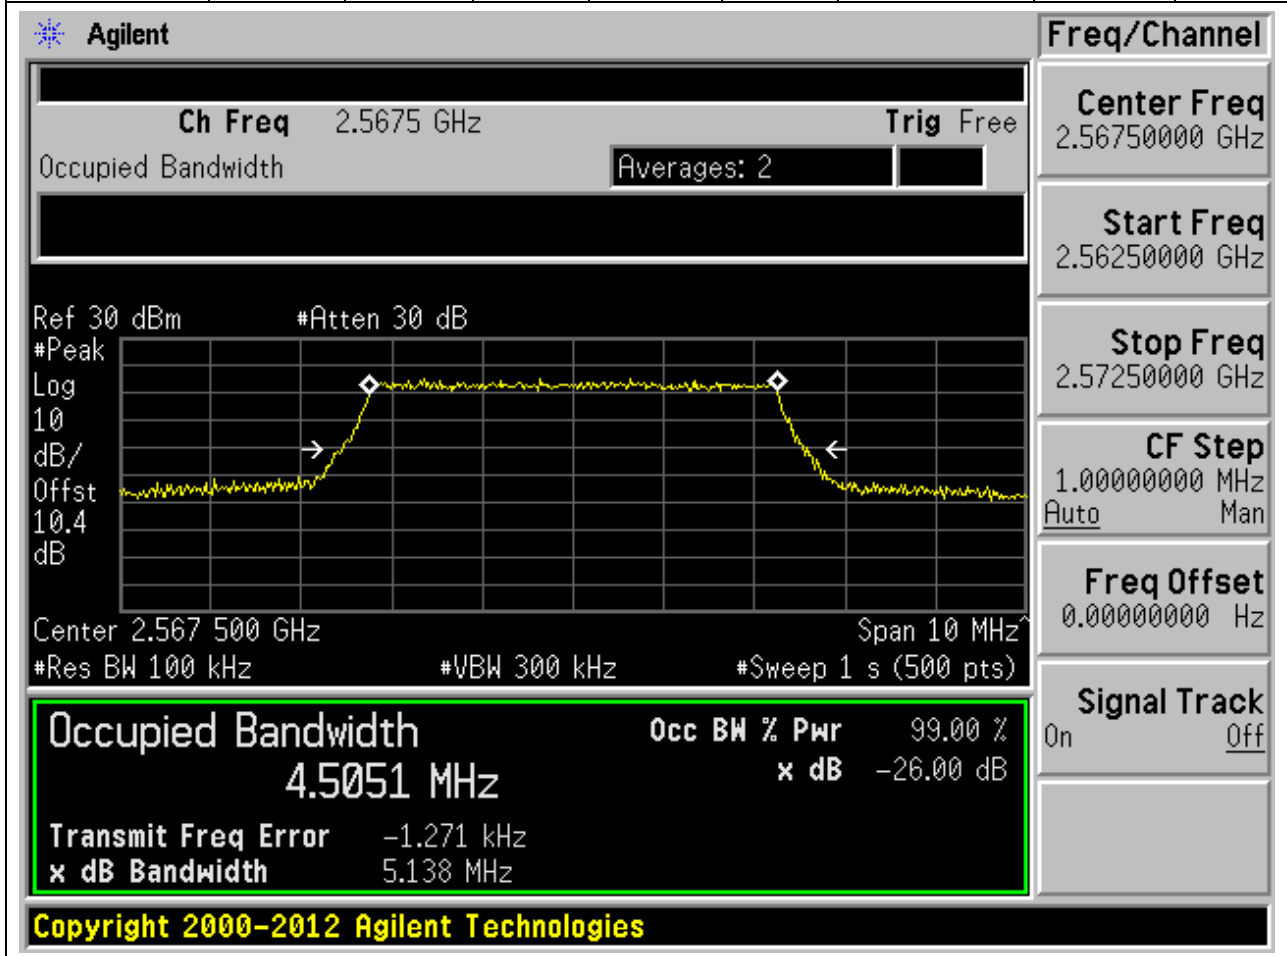 Agilent
Freq/Channel
Ch Freq 2.5675 GHz Trig Free
Occupied Bandwidth Averages: 2
Center Freq
2.56750000 GHz
Start Freq
2.56250000 GHz
Stop Freq
2.57250000 GHz
CF Step
1.00000000 MHz
Auto Man
Freq Offset
0.00000000 Hz
Signal Track
On Off
Ref 30 dBm #Atten 30 dB
#Peak
Log
10
dB/
Offst
10.4
dB
Center 2.567 500 GHz Span 10 MHz^
#Res BW 100 kHz #VBW 300 kHz #Sweep 1 s (500 pts)
Occupied Bandwidth Occ BW % Pwr 99.00 %
4.5051 MHz x dB -26.00 dB
Transmit Freq Error -1.271 kHz
x dB Bandwidth 5.138 MHz
Copyright 2000-2012 Agilent Technologies